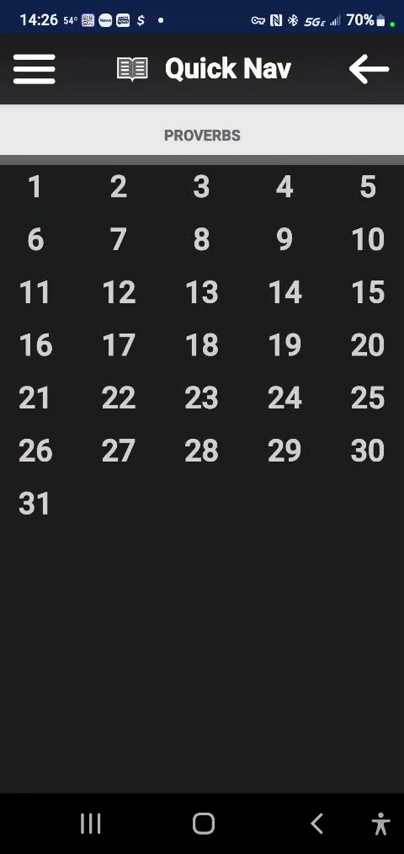 14:26 54° $ 5GE 70%
Quick Nav
PROVERBS
1 2 3 4 5
6 7 8 9 10
11 12 13 14 15
16 17 18 19 20
21 22 23 24 25
26 27 28 29 30
31